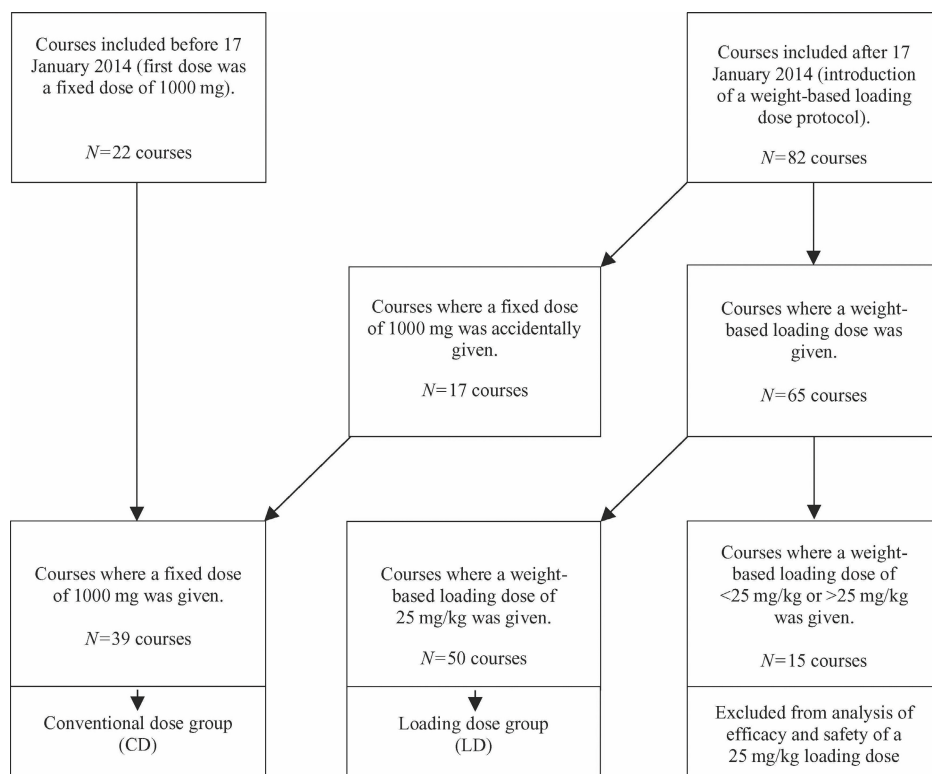 Courses included before 17
January 2014 (first dose was
a fixed dose of 1000 mg).
N=22 courses
Courses included after 17
January 2014 (introduction
of a weight-based loading
dose protocol).
N=82 courses
Courses where a fixed dose
of 1000 mg was accidentally
given.
N=17 courses
Courses where a weight-
based loading dose was
given.
N=65 courses
Courses where a fixed dose
of 1000 mg was given.
N=39 courses
Courses where a weight-
based loading dose of
25 mg/kg was given.
N=50 courses
Courses where a weight-
based loading dose of
<25 mg/kg or >25 mg/kg
was given.
N=15 courses
Conventional dose group
(CD)
Loading dose group
(LD)
Excluded from analysis of
efficacy and safety of a
25 mg/kg loading dose